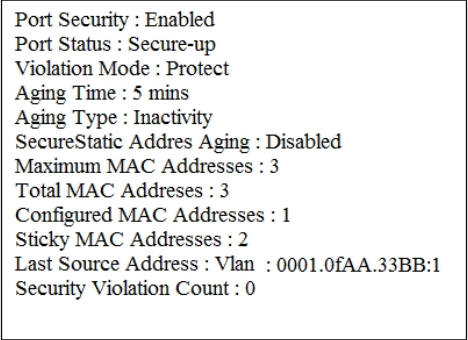 Port Security : Enabled
Port Status : Secure-up
Violation Mode : Protect
Aging Time : 5 mins
Aging Type : Inactivity
SecureStatic Addres Aging : Disabled
Maximum MAC Addresses : 3
Total MAC Addreses : 3
Configured MAC Addresses : 1
Sticky MAC Addresses : 2
Last Source Address : Vlan : 0001.0fAA.33BB:1
Security Violation Count : 0